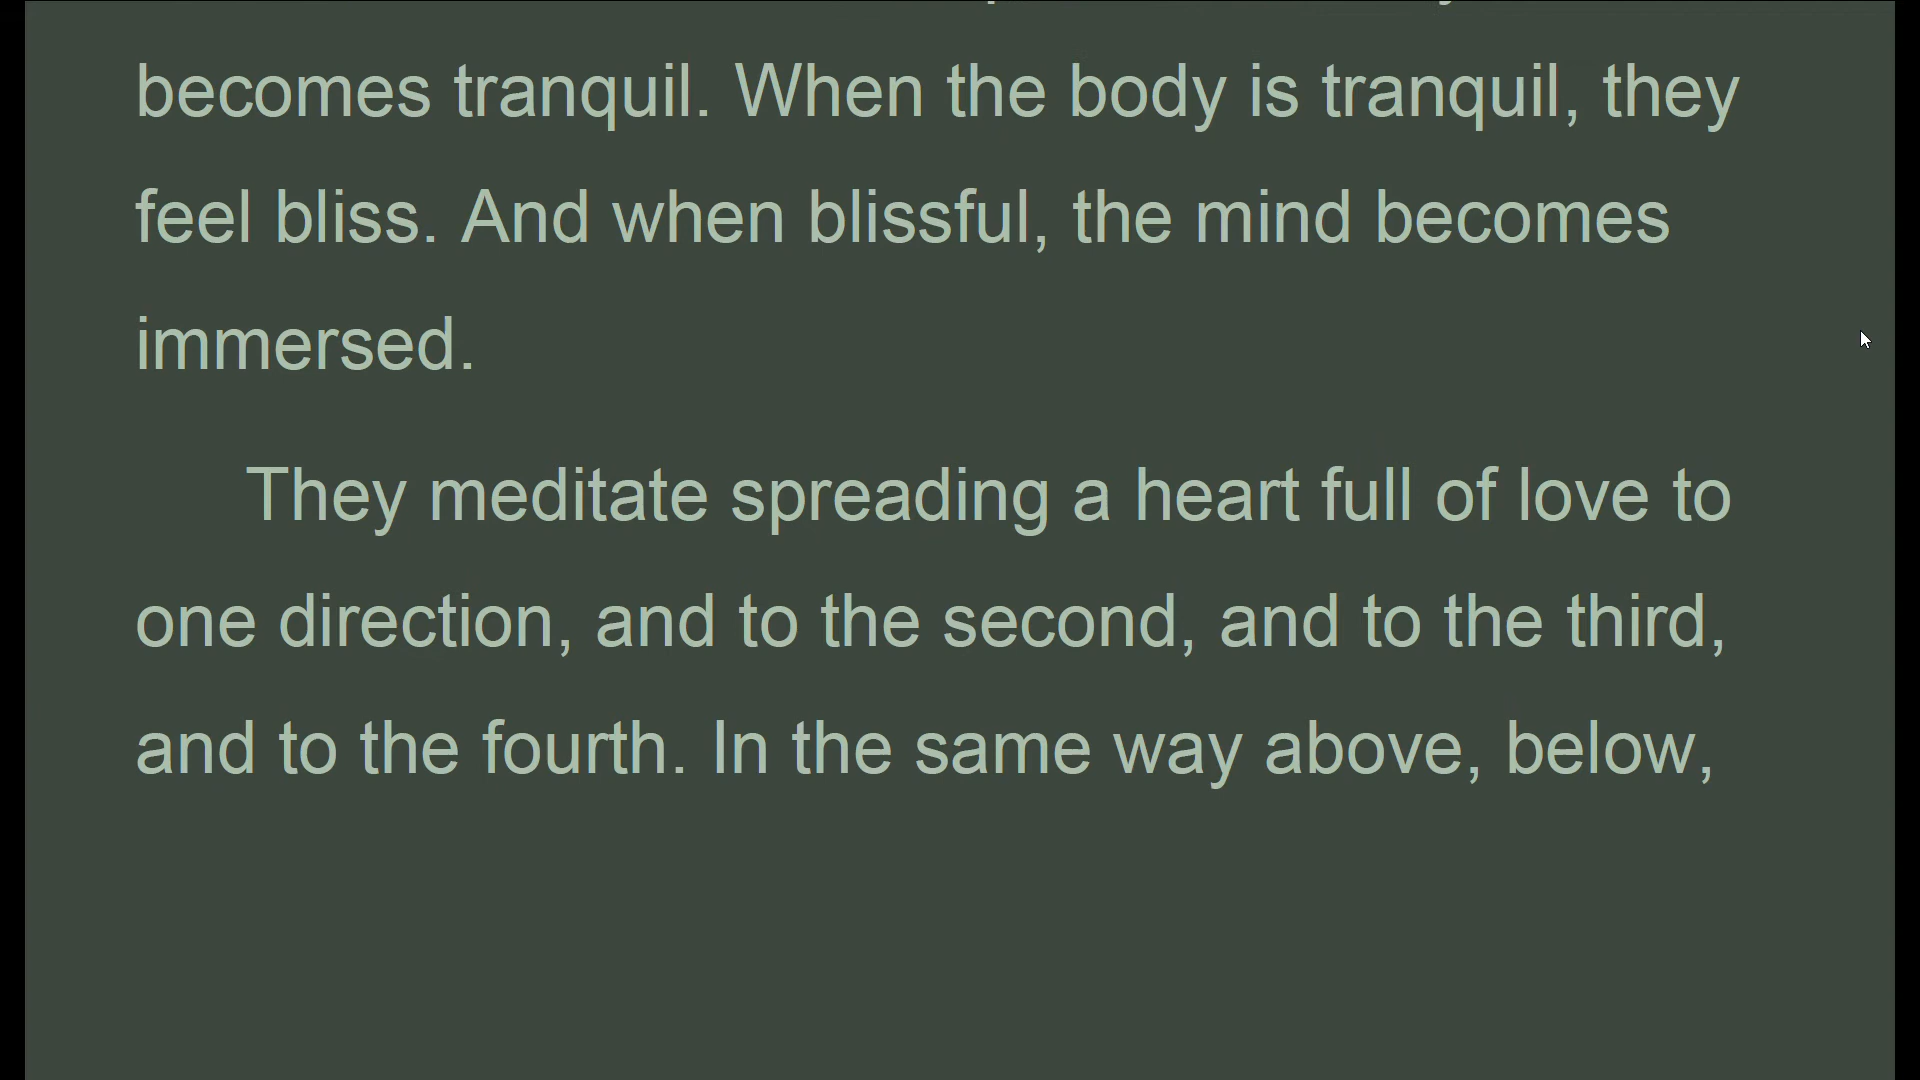 becomes tranquil. When the body is tranquil, they
feel bliss. And when blissful, the mind becomes
immersed.
They meditate spreading a heart full of love to
one direction, and to the second, and to the third,
and to the fourth. In the same way above, below,